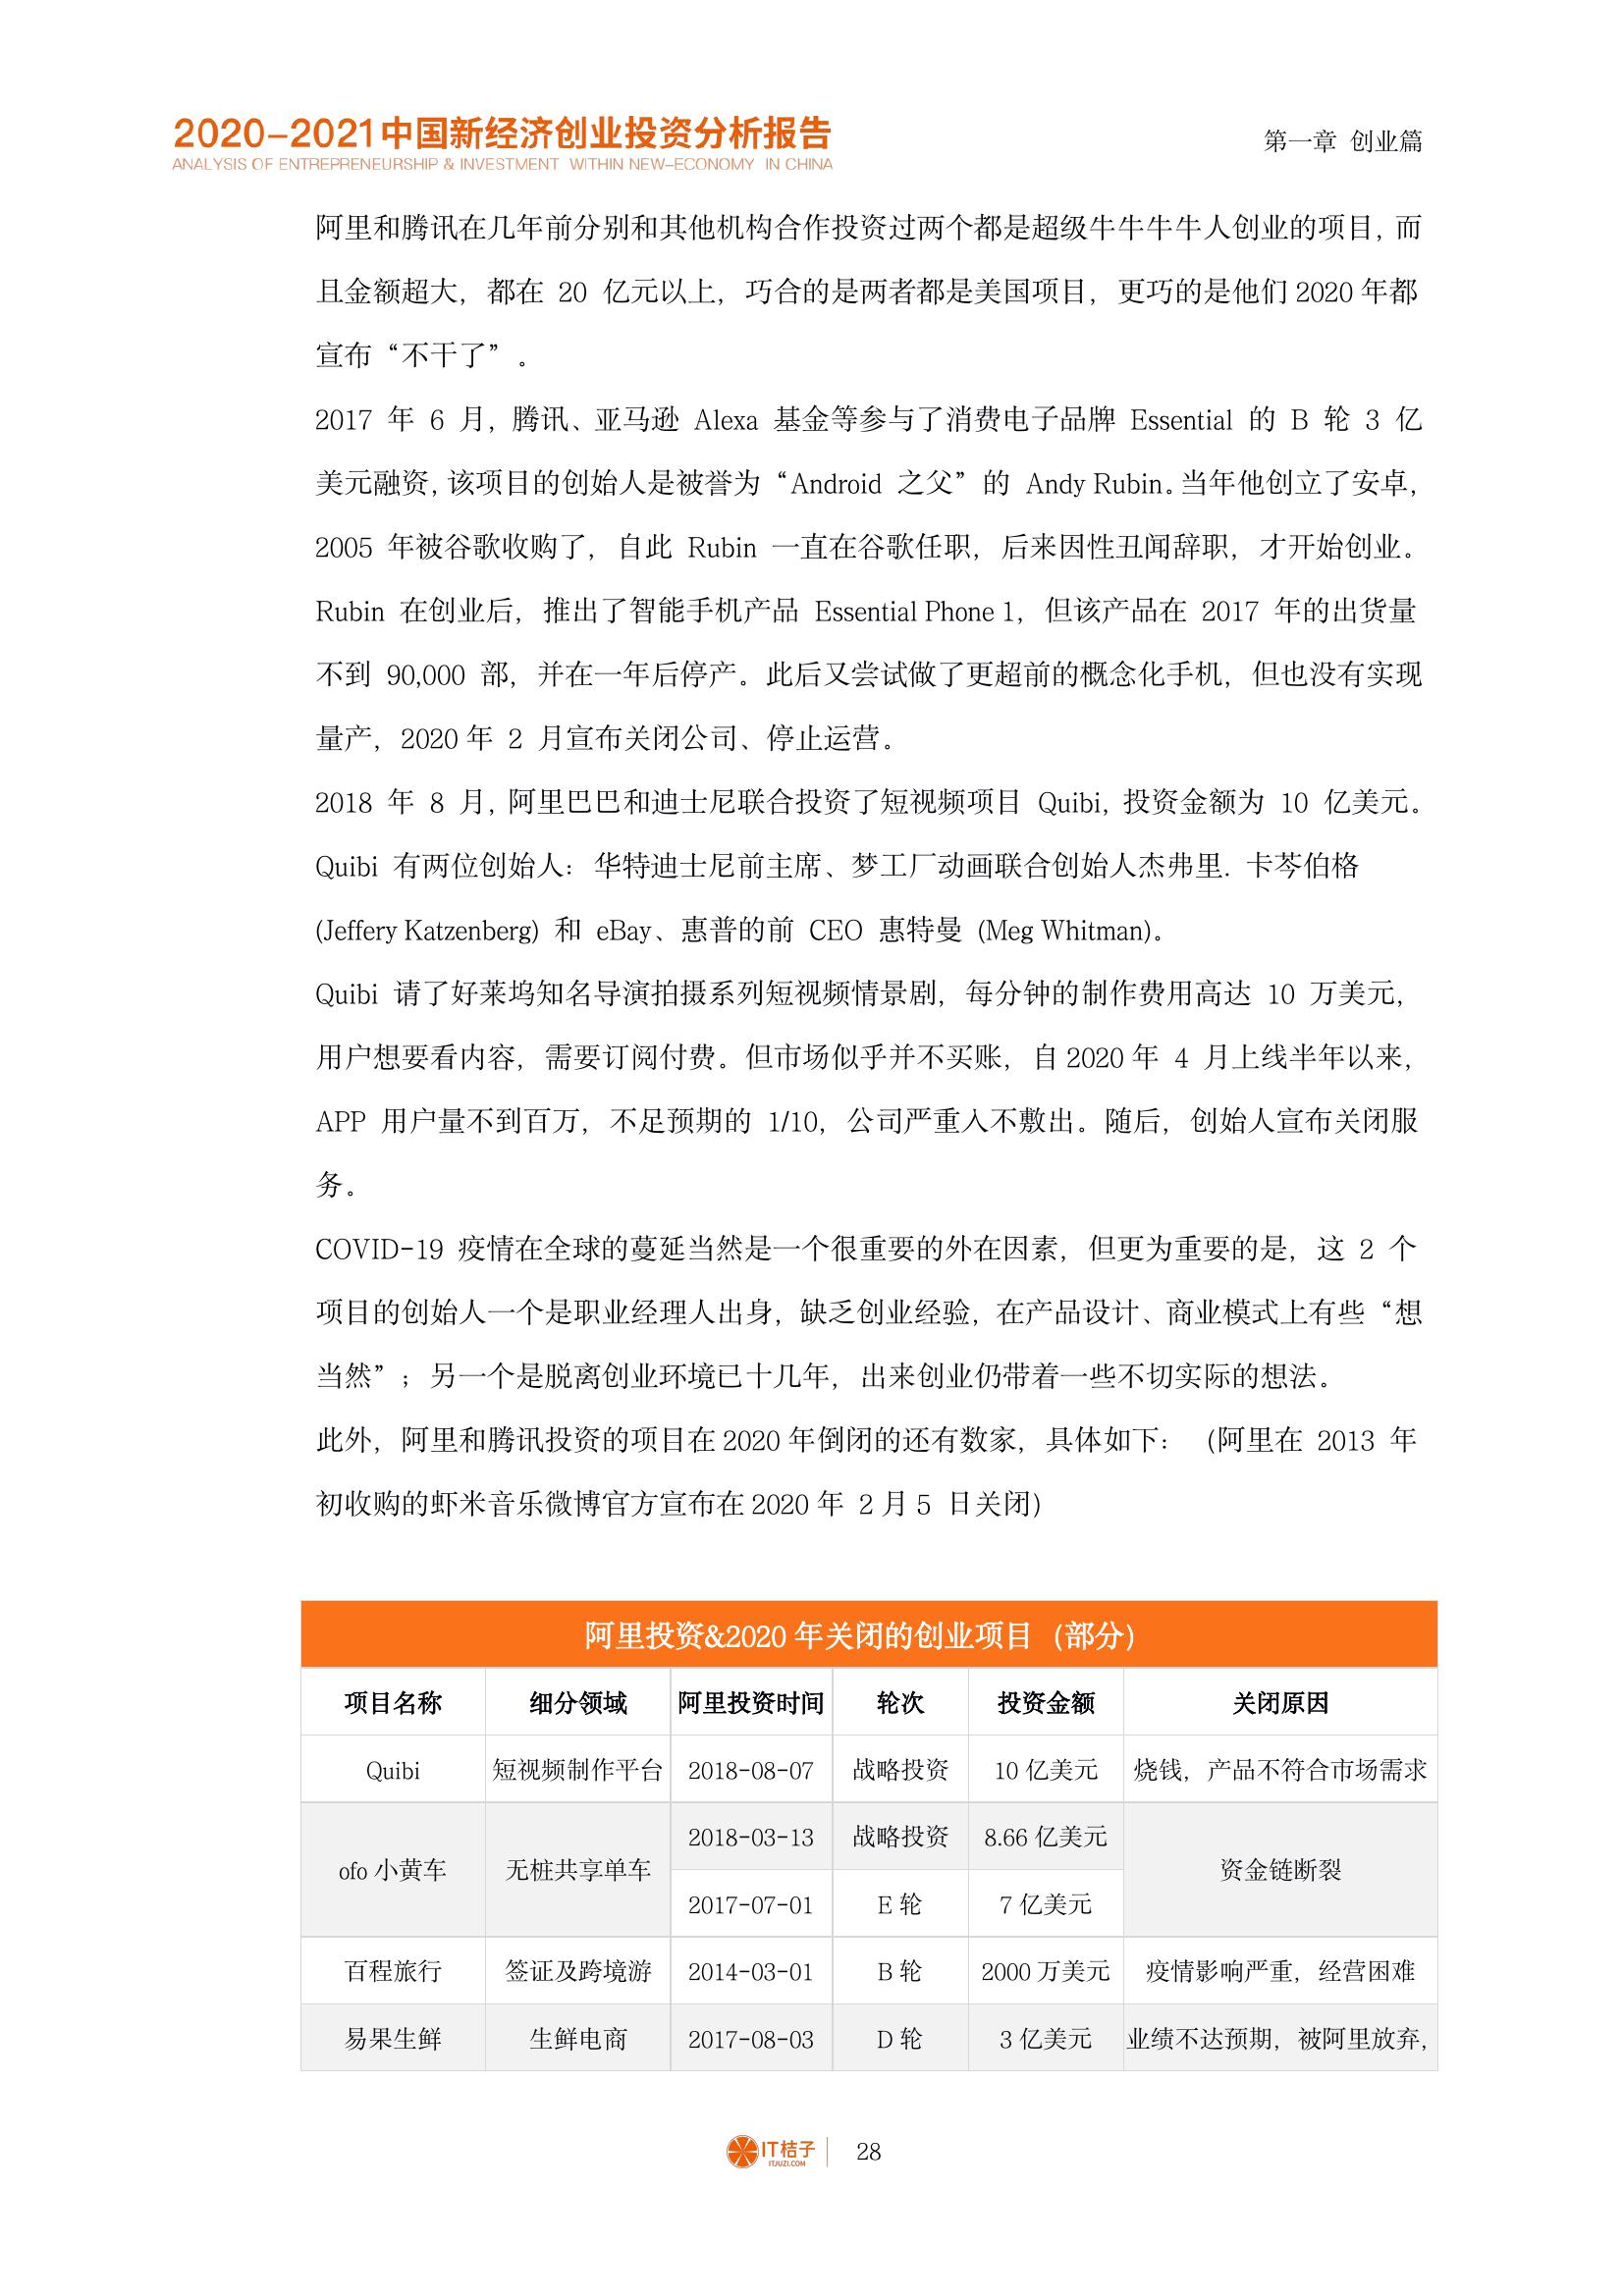 2020-2021中国新经济创业投资分析报告
ANALYSIS OF ENTREPRENEURSHIP & INVESTMENT WITHIN NEW-ECONOMY IN CHINA
第一章 创业篇
阿里和腾讯在几年前分别和其他机构合作投资过两个都是超级牛牛牛牛人创业的项目,而
且金额超大，都在 20 亿元以上，巧合的是两者都是美国项目，更巧的是他们 2020 年都
宣布“不干了”。
2017 年 6 月,腾讯、亚马逊 Alexa 基金等参与了消费电子品牌 Essential 的 B 轮 3 亿
美元融资,该项目的创始人是被誉为“Android 之父”的 Andy Rubin。当年他创立了安卓，
2005 年被谷歌收购了，自此 Rubin 一直在谷歌任职，后来因性丑闻辞职，才开始创业。
Rubin 在创业后，推出了智能手机产品 Essential Phone 1，但该产品在 2017 年的出货量
不到 90,000 部，并在一年后停产。此后又尝试做了更超前的概念化手机，但也没有实现
量产，2020 年 2 月宣布关闭公司、停止运营。
2018 年 8 月,阿里巴巴和迪士尼联合投资了短视频项目 Quibi,投资金额为 10 亿美元。
Quibi 有两位创始人：华特迪士尼前主席、梦工厂动画联合创始人杰弗里. 卡芩伯格
(Jeffery Katzenberg) 和 eBay、惠普的前 CEO 惠特曼 (Meg Whitman)。
Quibi 请了好莱坞知名导演拍摄系列短视频情景剧，每分钟的制作费用高达 10 万美元，
用户想要看内容，需要订阅付费。但市场似乎并不买账，自 2020 年 4 月上线半年以来，
APP 用户量不到百万，不足预期的 1/10，公司严重入不敷出。随后，创始人宣布关闭服
务。
COVID-19 疫情在全球的蔓延当然是一个很重要的外在因素，但更为重要的是，这 2 个
项目的创始人一个是职业经理人出身，缺乏创业经验，在产品设计、商业模式上有些“想
当然”；另一个是脱离创业环境已十几年，出来创业仍带着一些不切实际的想法。
此外，阿里和腾讯投资的项目在 2020 年倒闭的还有数家，具体如下：（阿里在 2013 年
初收购的虾米音乐微博官方宣布在 2020 年 2 月 5 日关闭）
阿里投资&2020 年关闭的创业项目（部分）
项目名称 细分领域 阿里投资时间 轮次 投资金额 关闭原因
Quibi 短视频制作平台 2018-08-07 战略投资 10 亿美元 烧钱，产品不符合市场需求
ofo 小黄车 无桩共享单车 2018-03-13 战略投资 8.66 亿美元 资金链断裂
2017-07-01 E 轮 7 亿美元
百程旅行 签证及跨境游 2014-03-01 B 轮 2000 万美元 疫情影响严重，经营困难
易果生鲜 生鲜电商 2017-08-03 D 轮 3 亿美元 业绩不达预期，被阿里放弃，
IT桔子
ITJUZI.COM
28